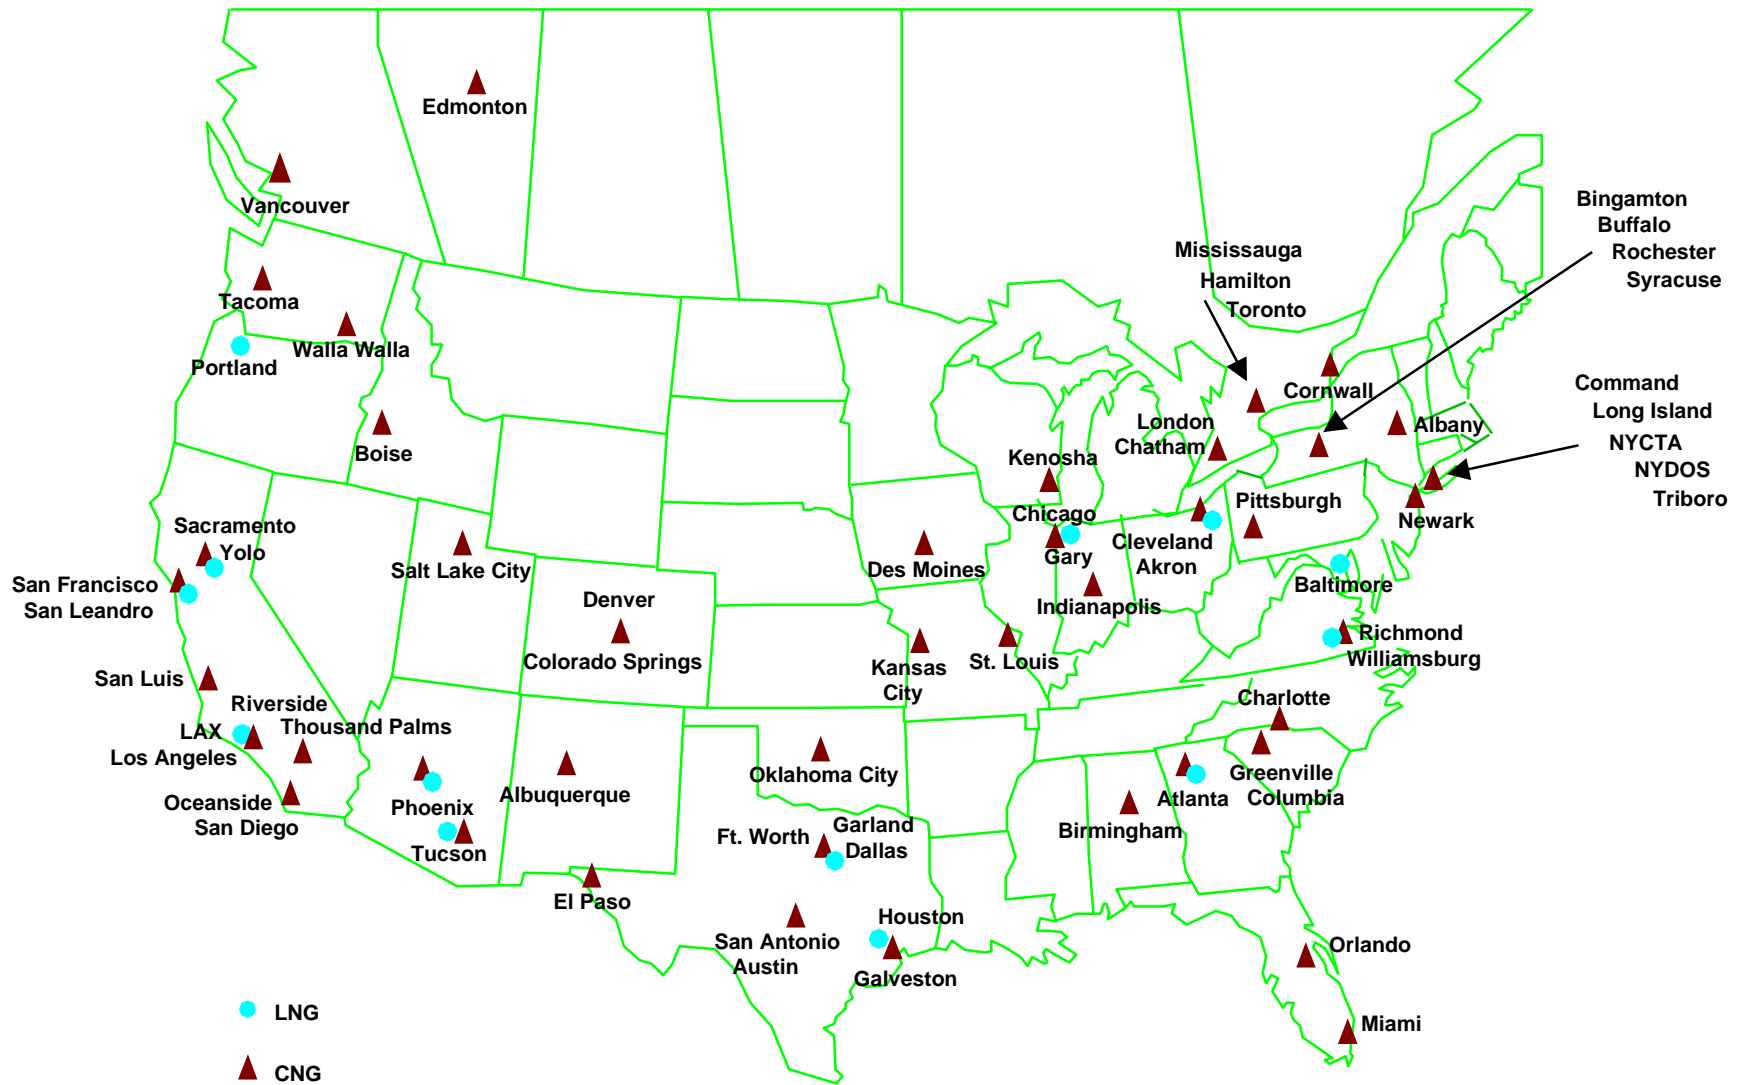 Edmonton
Vancouver
Bingamton
Buffalo
Rochester
Syracuse
Mississauga
Hamilton
Toronto
Tacoma
Walla Walla
Portland
Cornwall
Command
Long Island
NYCTA
NYDOS
Triboro
London
Chatham
Albany
Boise
Kenosha
Pittsburgh
Newark
Chicago
Gary
Cleveland
Akron
Sacramento
Yolo
Salt Lake City
Des Moines
Baltimore
San Francisco
San Leandro
Denver
Colorado Springs
Indianapolis
Richmond
Williamsburg
Kansas
City
St. Louis
San Luis
Riverside
Thousand Palms
LAX
Los Angeles
Charlotte
Oklahoma City
Greenville
Columbia
Oceanside
San Diego
Phoenix
Albuquerque
Atlanta
Birmingham
Tucson
Ft. Worth
Garland
Dallas
El Paso
Houston
San Antonio
Austin
Galveston
Orlando
Miami
LNG
CNG